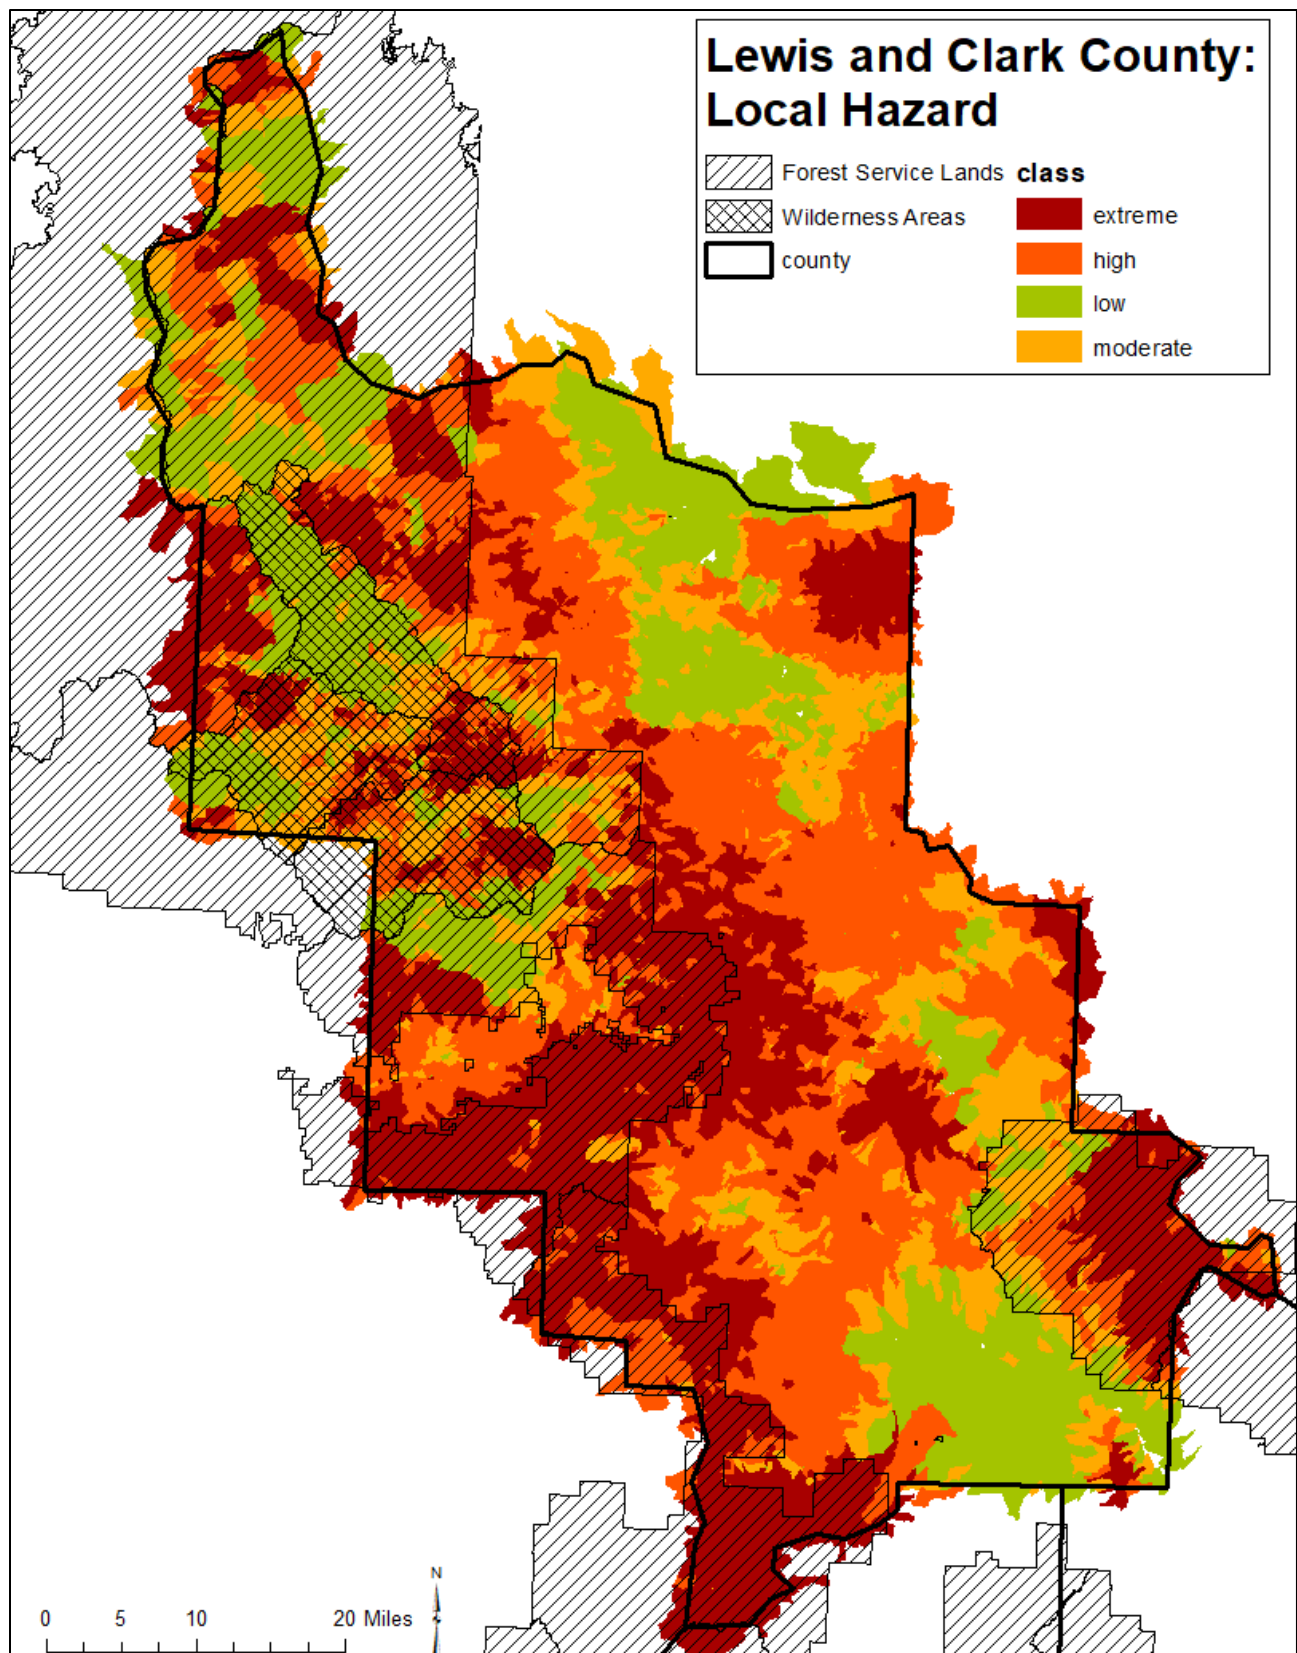 Lewis and Clark County:
Local Hazard
Forest Service Lands
Wilderness Areas
county
class
extreme
high
low
moderate
N
0 5 10 20 Miles